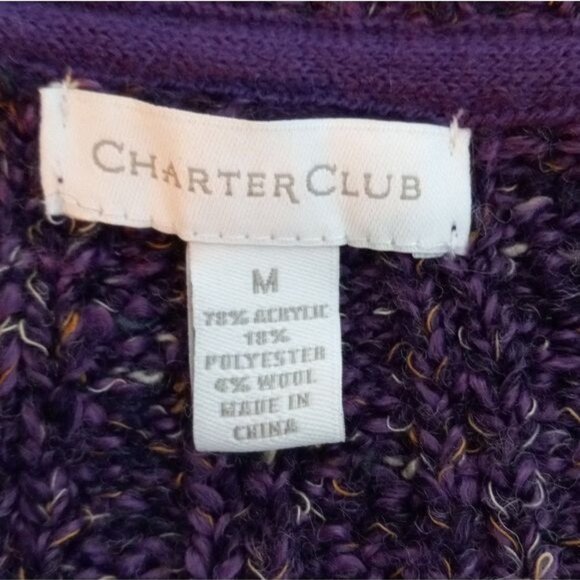 CHARTER CLUB
M
78% ACRYLIC
18%
POLYESTER
4% WOOL
MADE IN
CHINA